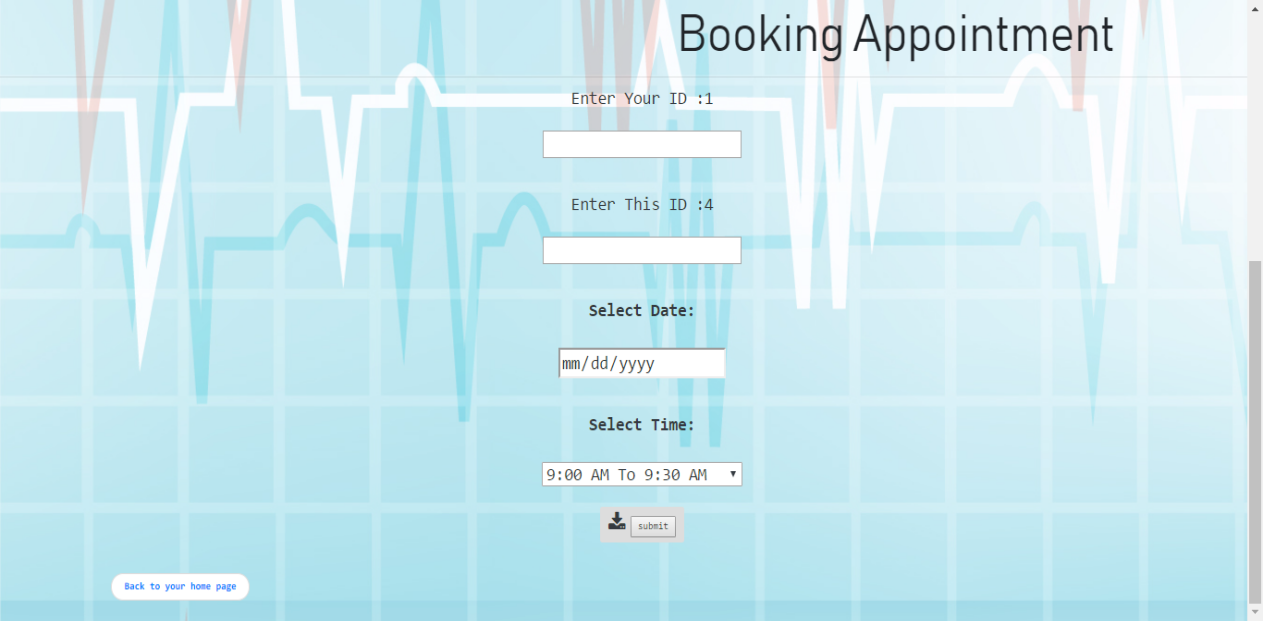 Booking Appointment
Enter Your ID :1
Enter This ID :4
Select Date:
mm/dd/yyyy
Select Time:
9:00 AM To 9:30 AM
submit
Back to your home page